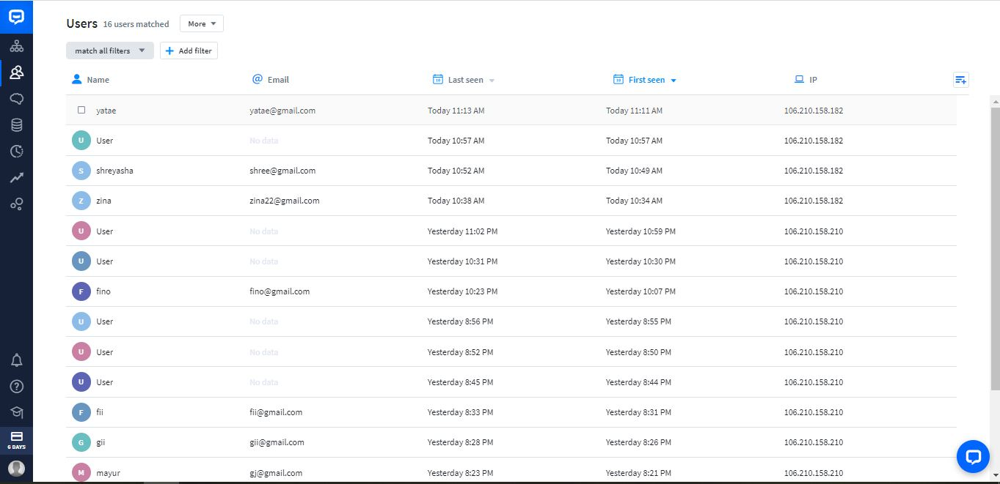 Users 16 users matched More
match all filters Add filter
Name @ Email 10 Last seen 10 First seen IP
yatae yatae@gmail.com Today 11:13 AM Today 11:11 AM 106.210.158.182
U User No data Today 10:57 AM Today 10:57 AM 106.210.158.182
S shreyasha shree@gmail.com Today 10:52 AM Today 10:49 AM 106.210.158.182
Z zina zina22@gmail.com Today 10:38 AM Today 10:34 AM 106.210.158.182
U User No data Yesterday 11:02 PM Yesterday 10:59 PM 106.210.158.210
U User No data Yesterday 10:31 PM Yesterday 10:30 PM 106.210.158.210
F fino fino@gmail.com Yesterday 10:23 PM Yesterday 10:07 PM 106.210.158.210
U User No data Yesterday 8:56 PM Yesterday 8:55 PM 106.210.158.210
U User No data Yesterday 8:52 PM Yesterday 8:50 PM 106.210.158.210
U User No data Yesterday 8:45 PM Yesterday 8:44 PM 106.210.158.210
F fii fii@gmail.com Yesterday 8:33 PM Yesterday 8:31 PM 106.210.158.210
G gii gii@gmail.com Yesterday 8:28 PM Yesterday 8:26 PM 106.210.158.210
M mayur gj@gmail.com Yesterday 8:23 PM Yesterday 8:21 PM 106.210.158.210
6 DAYS